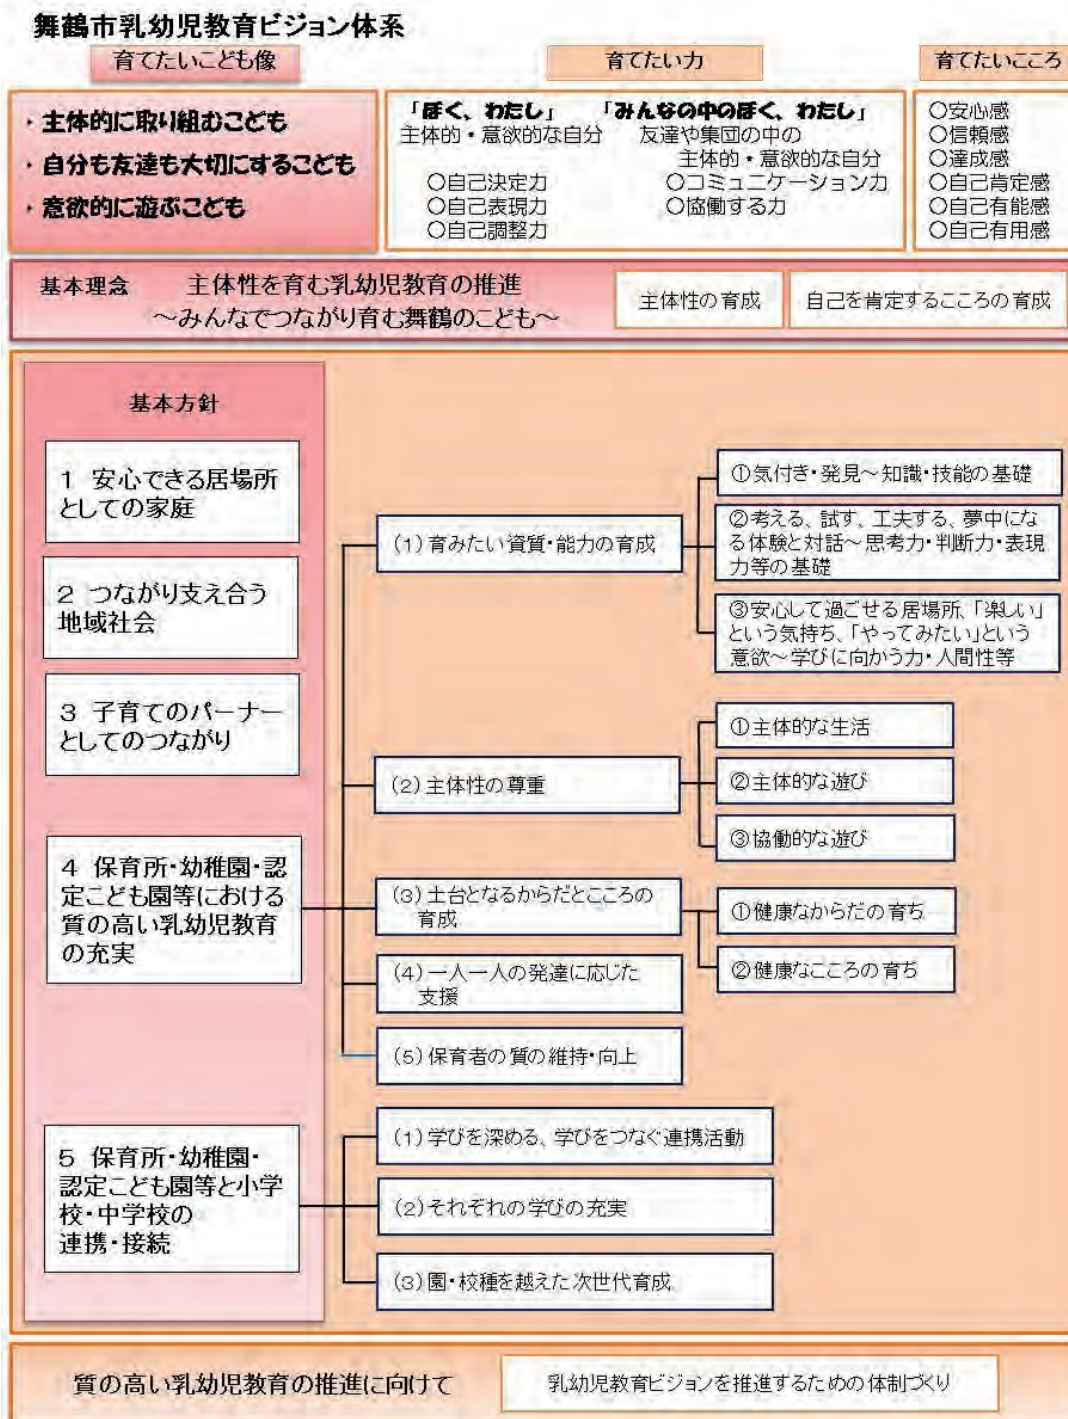 舞鶴市乳幼児教育ビジョン体系
育てたいこども像
・主体的に取り組むこども
・自分も友達も大切にするこども
・意欲的に遊ぶこども
育てたい力
「ぼく、わたし」
主体的・意欲的な自分
○自己決定力
○自己表現力
○自己調整力
「みんなの中のぼく、わたし」
友達や集団の中の
主体的・意欲的な自分
○コミュニケーション力
○協働する力
育てたいこころ
○安心感
○信頼感
○達成感
○自己肯定感
○自己有能感
○自己有用感
基本理念 主体性を育む乳幼児教育の推進
～みんなでつながり育む舞鶴のこども～
主体性の育成
自己を肯定するこころの育成
基本方針
1 安心できる居場所
としての家庭
2 つながり支え合う
地域社会
3 子育てのパーナー
としてのつながり
4 保育所・幼稚園・認
定こども園等における
質の高い乳幼児教育
の充実
(1)育みたい資質・能力の育成
①気付き・発見～知識・技能の基礎
②考える、試す、工夫する、夢中にな
る体験と対話～思考力・判断力・表現
力等の基礎
③安心して過ごせる居場所、「楽しい」
という気持ち、「やってみたい」という
意欲～学びに向かう力・人間性等
(2)主体性の尊重
①主体的な生活
②主体的な遊び
③協働的な遊び
(3)土台となるからだとこころの
育成
①健康なからだの育ち
②健康なこころの育ち
(4)一人一人の発達に応じた
支援
(5)保育者の質の維持・向上
5 保育所・幼稚園・
認定こども園等と小学
校・中学校の
連携・接続
(1)学びを深める、学びをつなぐ連携活動
(2)それぞれの学びの充実
(3)園・校種を越えた次世代育成
質の高い乳幼児教育の推進に向けて
乳幼児教育ビジョンを推進するための体制づくり